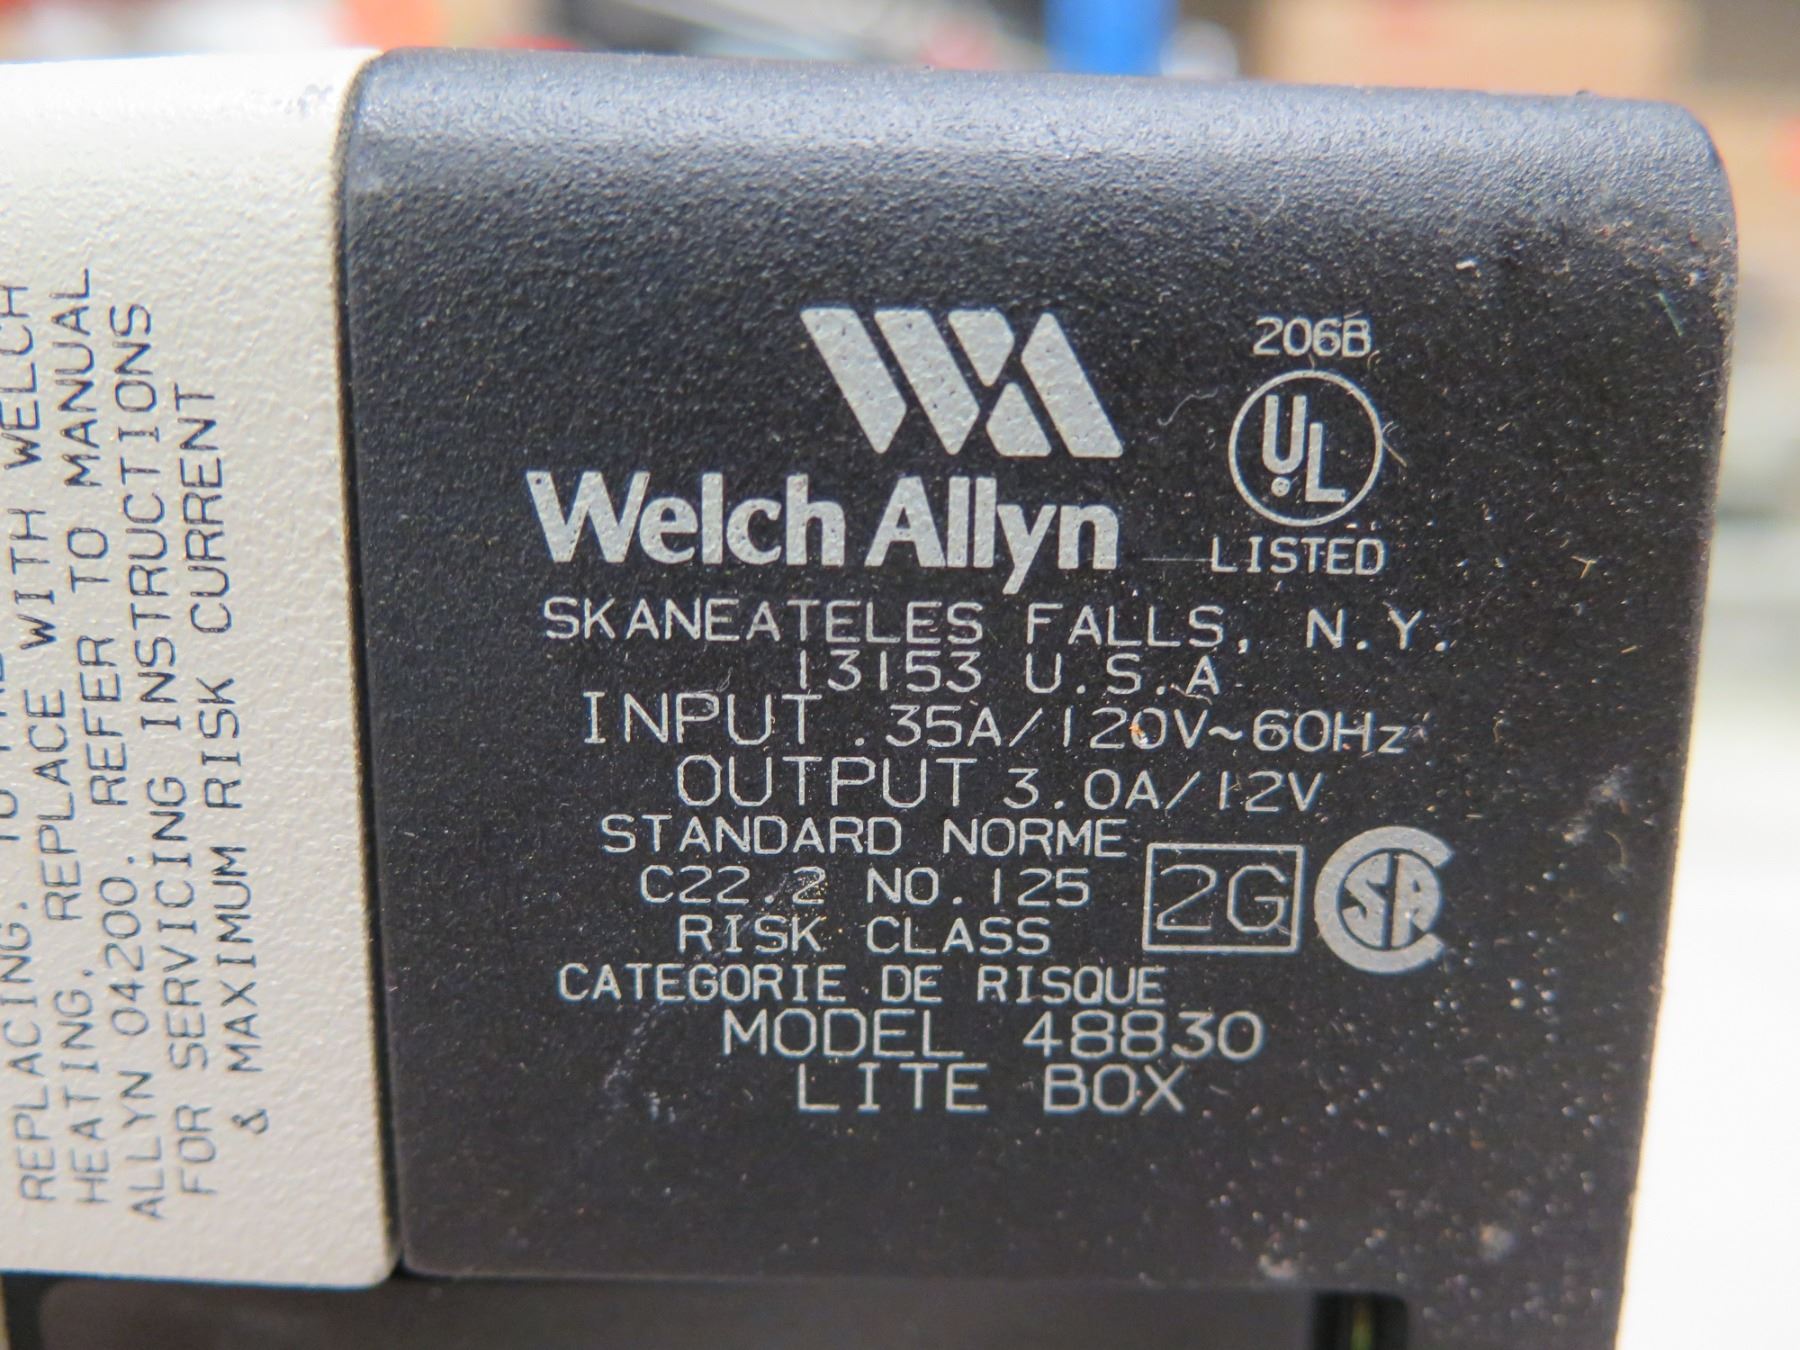 REPLACING.
HEATING. REPLACE WITH WELCH
ALLYN 04200. REFER TO MANUAL
FOR SERVICING INSTRUCTIONS
& MAXIMUM RISK CURRENT
WA
Welch Allyn
206B
UL
LISTED
SKANEATELES FALLS, N.Y.
13153 U.S.A
INPUT .35A/120V~60Hz
OUTPUT 3.0A/12V
STANDARD NORME
C22.2 NO.125
RISK CLASS
2G
SA
CATEGORIE DE RISQUE
MODEL 48830
LITE BOX